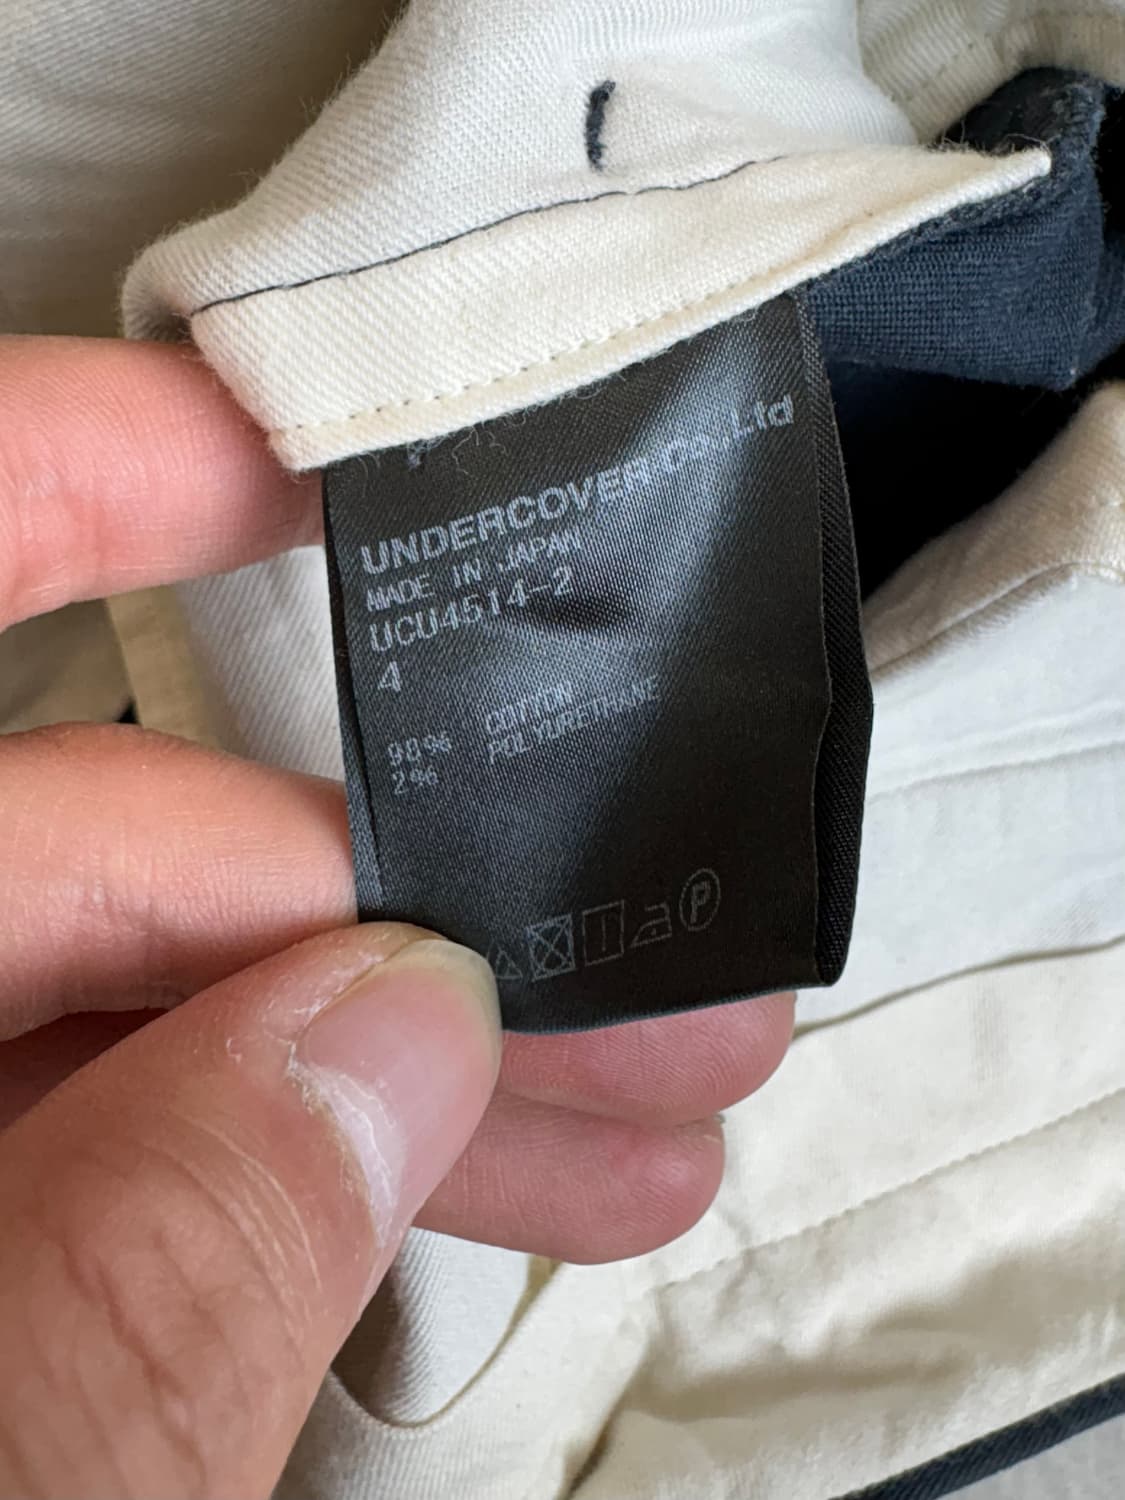 UNDERCOVER Co.,Ltd
MADE IN JAPAN
UCU4514-2
4
98% COTTON
2% POLYURETHANE
P